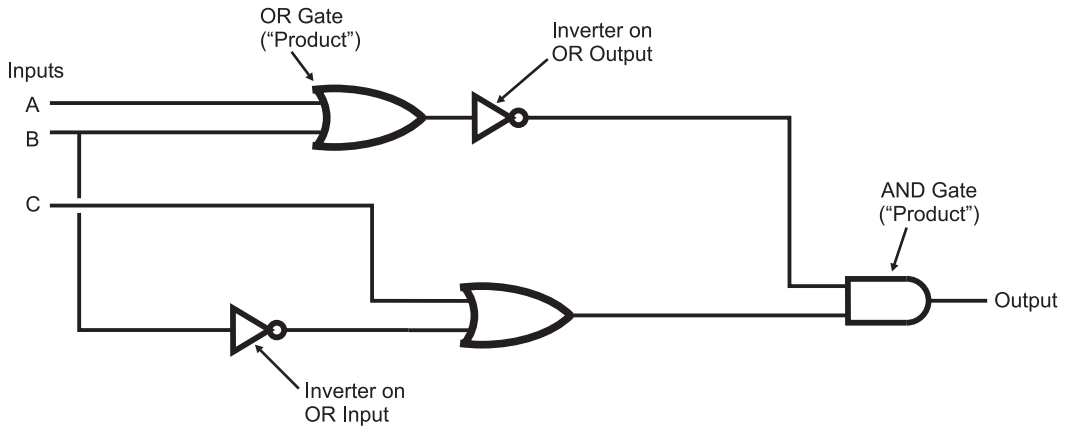 OR Gate
(“Product”)
Inverter on
OR Output
Inputs
A
B
C
AND Gate
(“Product”)
Output
Inverter on
OR Input